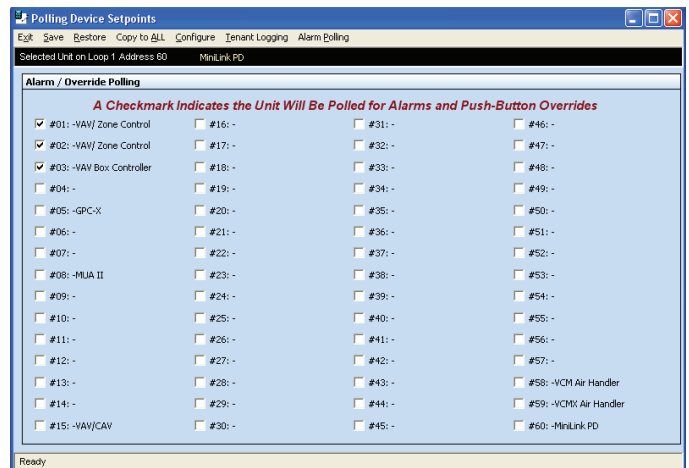 Polling Device Setpoints
Exit Save Restore Copy to ALL Configure Tenant Logging Alarm Polling
Selected Unit on Loop 1 Address 60 MiniLink PD
Alarm / Override Polling
A Checkmark Indicates the Unit Will Be Polled for Alarms and Push-Button Overrides
#01: -VAV/ Zone Control #16: - #31: - #46: -
#02: -VAV/ Zone Control #17: - #32: - #47: -
#03: -VAV Box Controller #18: - #33: - #48: -
#04: - #19: - #34: - #49: -
#05: -GPC-X #20: - #35: - #50: -
#06: - #21: - #36: - #51: -
#07: - #22: - #37: - #52: -
#08: -MUA II #23: - #38: - #53: -
#09: - #24: - #39: - #54: -
#10: - #25: - #40: - #55: -
#11: - #26: - #41: - #56: -
#12: - #27: - #42: - #57: -
#13: - #28: - #43: - #58: -VCM Air Handler
#14: - #29: - #44: - #59: -VCMX Air Handler
#15: -VAV/CAV #30: - #45: - #60: -MiniLink PD
Ready